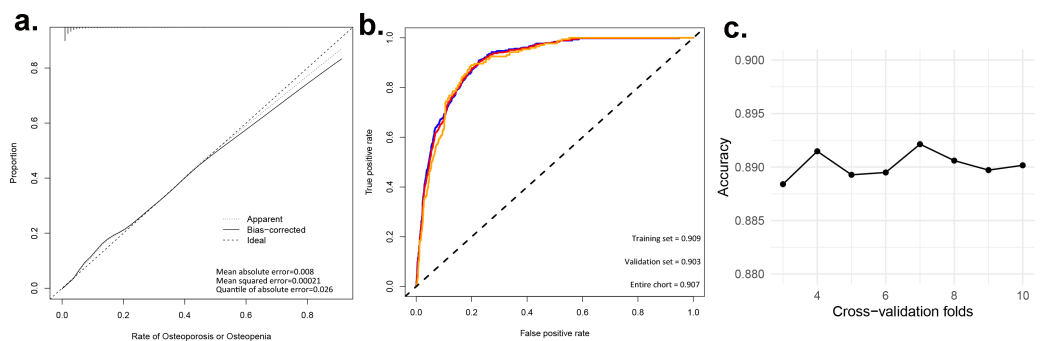 a.
Proportion
0.0
0.2
0.4
0.6
0.8
Apparent
Bias−corrected
Ideal
Mean absolute error=0.008
Mean squared error=0.00021
Quantile of absolute error=0.026
0.0 0.2 0.4 0.6 0.8
Rate of Osteoporosis or Osteopenia
b.
True positive rate
0.0
0.2
0.4
0.6
0.8
1.0
Training set = 0.909
Validation set = 0.903
Entire chort = 0.907
0.0 0.2 0.4 0.6 0.8 1.0
False positive rate
c.
Accuracy
0.900
0.895
0.890
0.885
0.880
4 6 8 10
Cross−validation folds